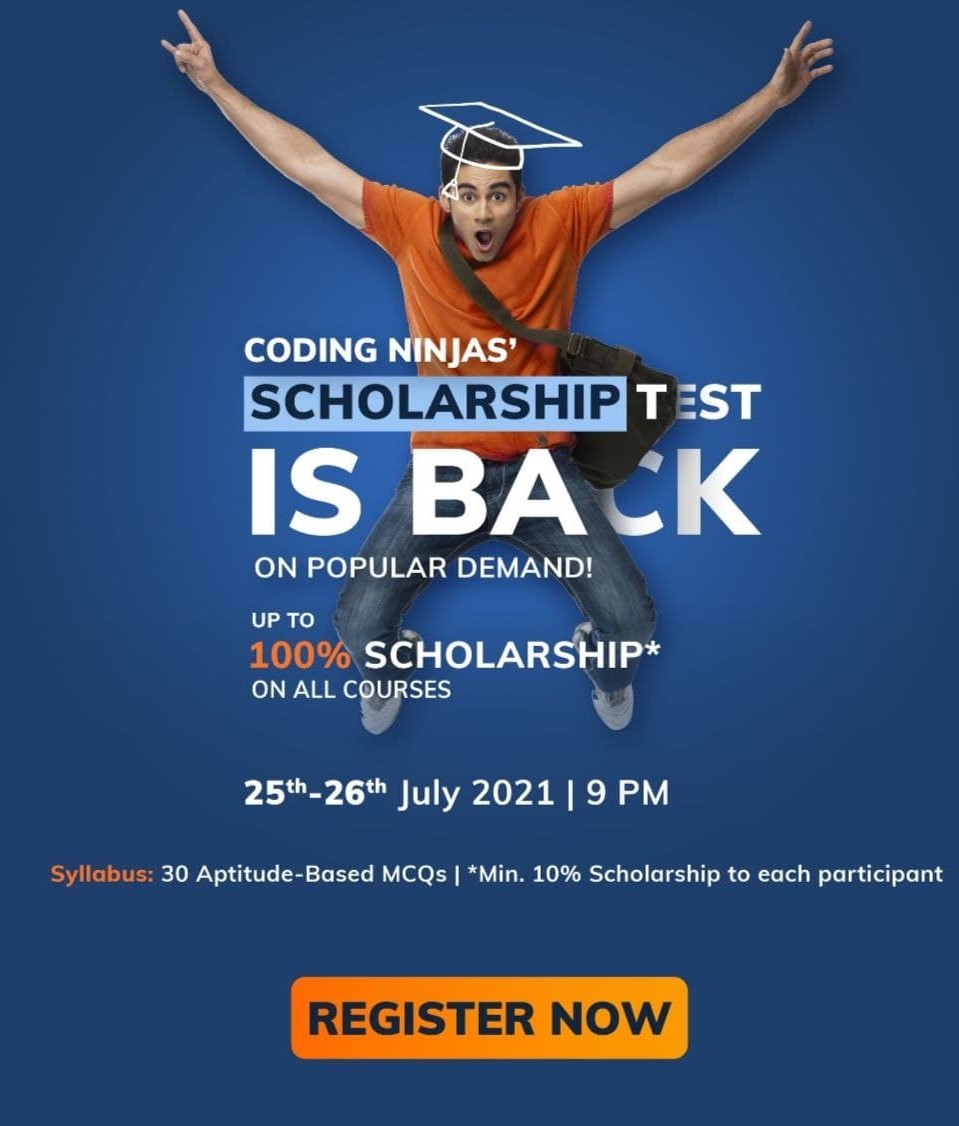 CODING NINJAS’
SCHOLARSHIP TEST
IS BACK
ON POPULAR DEMAND!
UP TO
100% SCHOLARSHIP*
ON ALL COURSES
25th-26th July 2021 | 9 PM
Syllabus: 30 Aptitude-Based MCQs | *Min. 10% Scholarship to each participant
REGISTER NOW